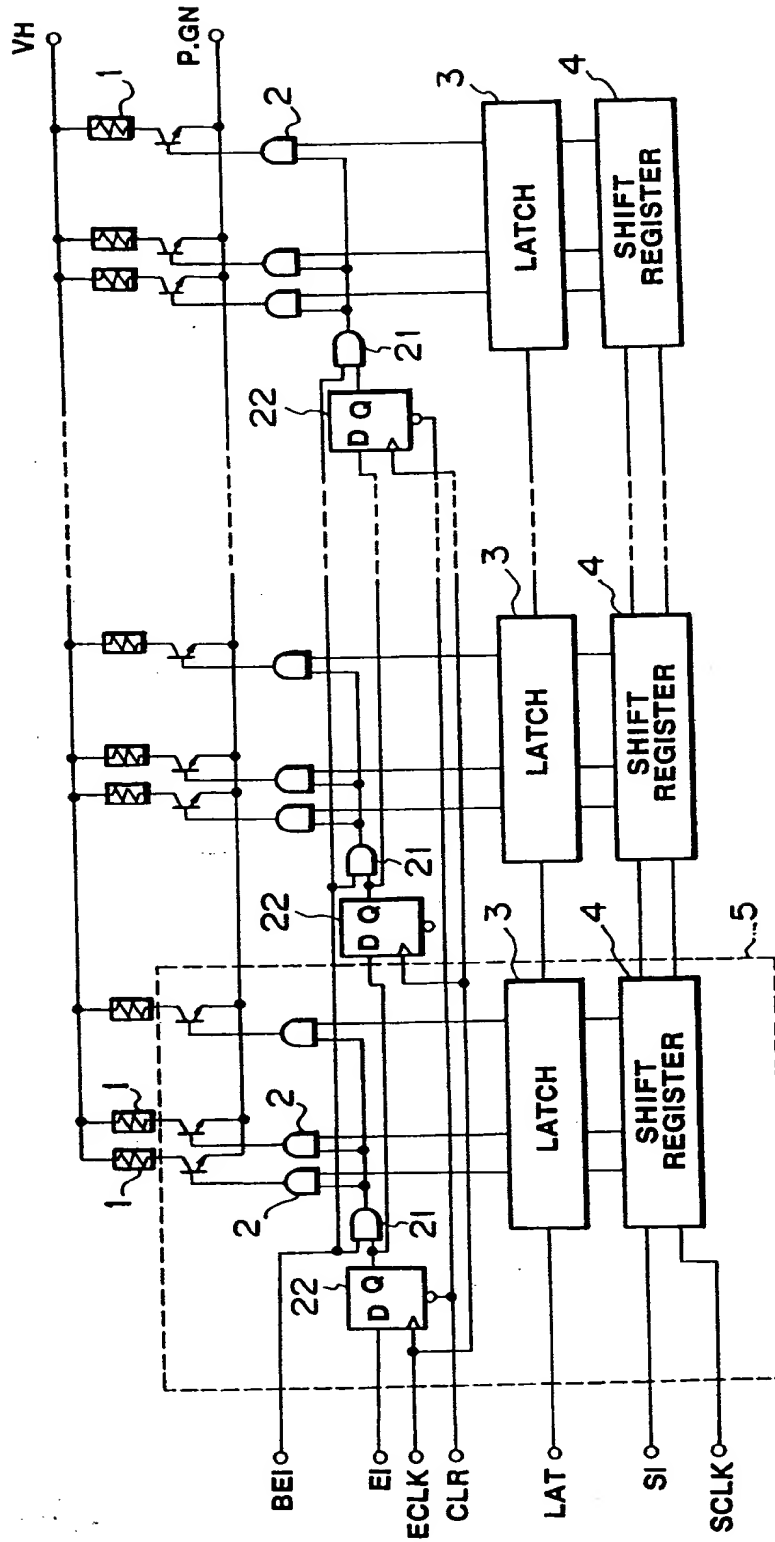 VH
P.GN
1
1
1
2
2
2
21
21
21
22
D Q
22
D Q
22
D Q
BEI
EI
ECLK
CLR
LAT
SI
SCLK
3
LATCH
3
LATCH
3
LATCH
4
SHIFT
REGISTER
4
SHIFT
REGISTER
4
SHIFT
REGISTER
5